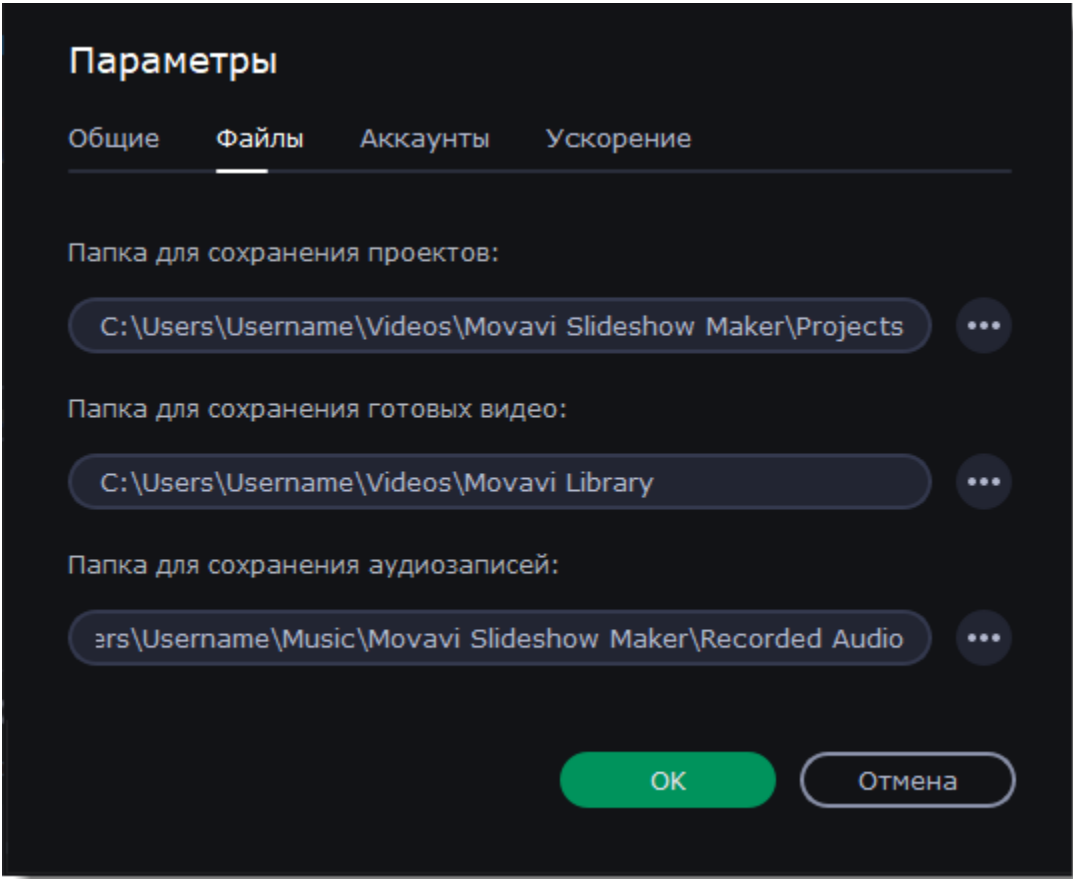 Параметры
Общие Файлы Аккаунты Ускорение
Папка для сохранения проектов:
C:\Users\Username\Videos\Movavi Slideshow Maker\Projects
Папка для сохранения готовых видео:
C:\Users\Username\Videos\Movavi Library
Папка для сохранения аудиозаписей:
ers\Username\Music\Movavi Slideshow Maker\Recorded Audio
OK Отмена